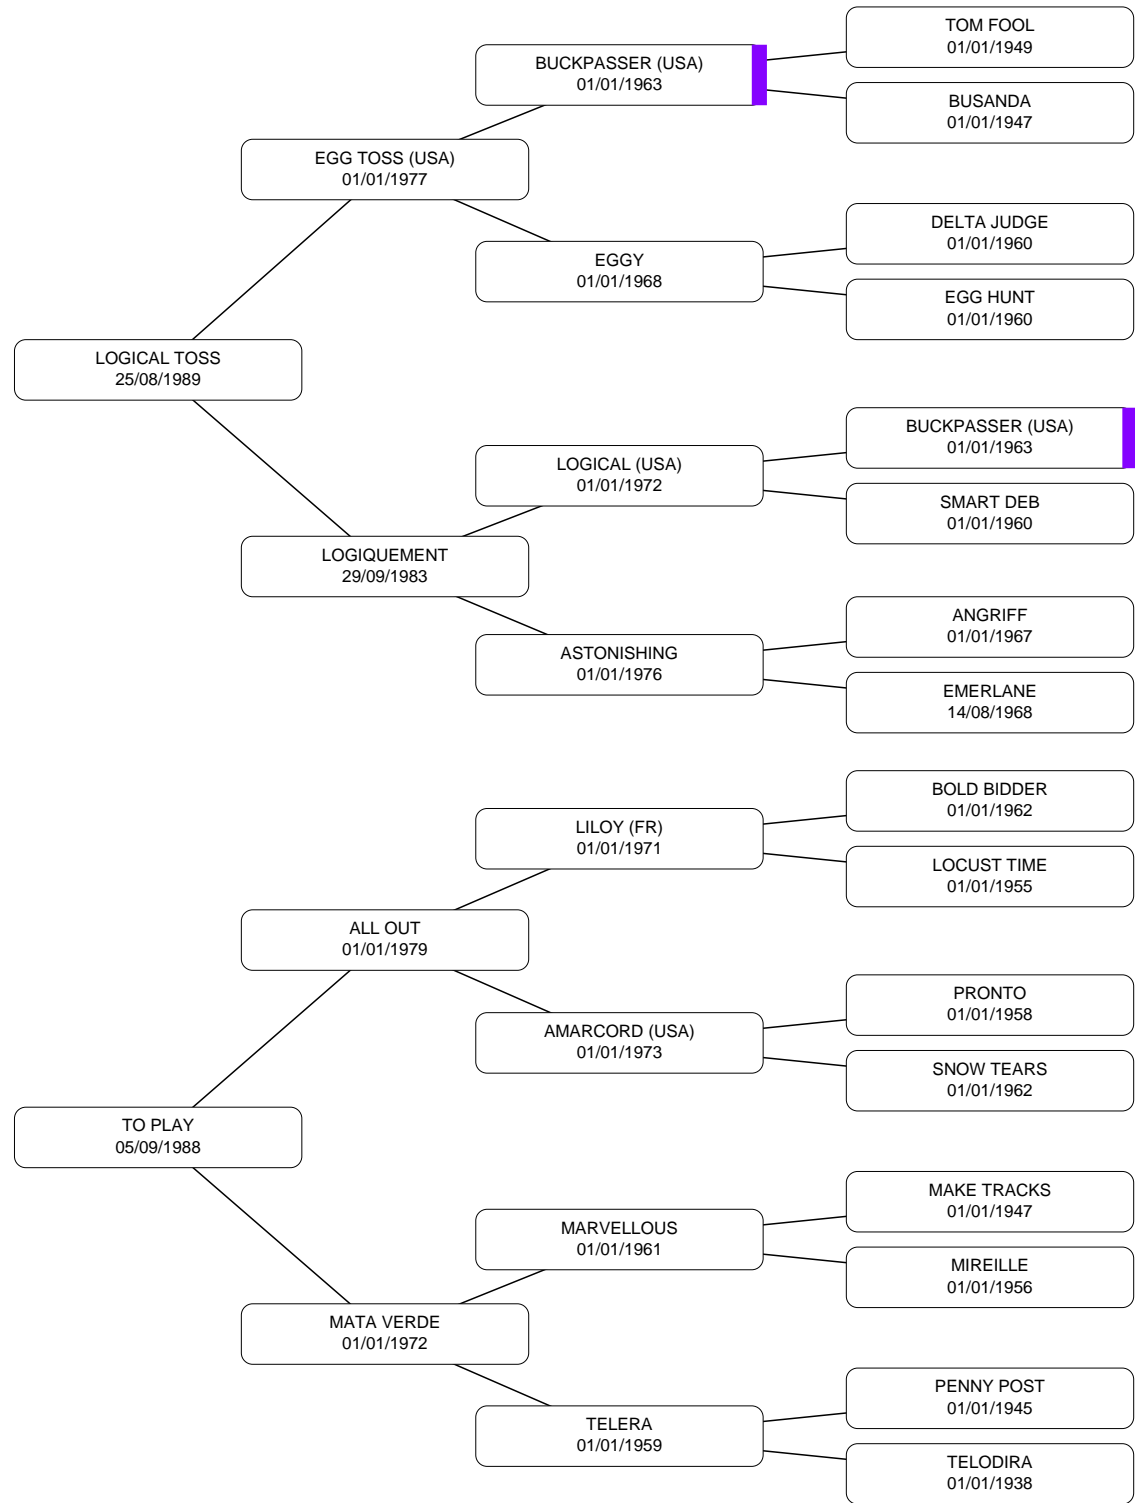 TOM FOOL
01/01/1949
BUCKPASSER (USA)
01/01/1963
BUSANDA
01/01/1947
EGG TOSS (USA)
01/01/1977
DELTA JUDGE
01/01/1960
EGGY
01/01/1968
EGG HUNT
01/01/1960
LOGICAL TOSS
25/08/1989
BUCKPASSER (USA)
01/01/1963
LOGICAL (USA)
01/01/1972
SMART DEB
01/01/1960
LOGIQUEMENT
29/09/1983
ANGRIFF
01/01/1967
ASTONISHING
01/01/1976
EMERLANE
14/08/1968
BOLD BIDDER
01/01/1962
LILOY (FR)
01/01/1971
LOCUST TIME
01/01/1955
ALL OUT
01/01/1979
PRONTO
01/01/1958
AMARCORD (USA)
01/01/1973
SNOW TEARS
01/01/1962
TO PLAY
05/09/1988
MAKE TRACKS
01/01/1947
MARVELLOUS
01/01/1961
MIREILLE
01/01/1956
MATA VERDE
01/01/1972
PENNY POST
01/01/1945
TELERA
01/01/1959
TELODIRA
01/01/1938